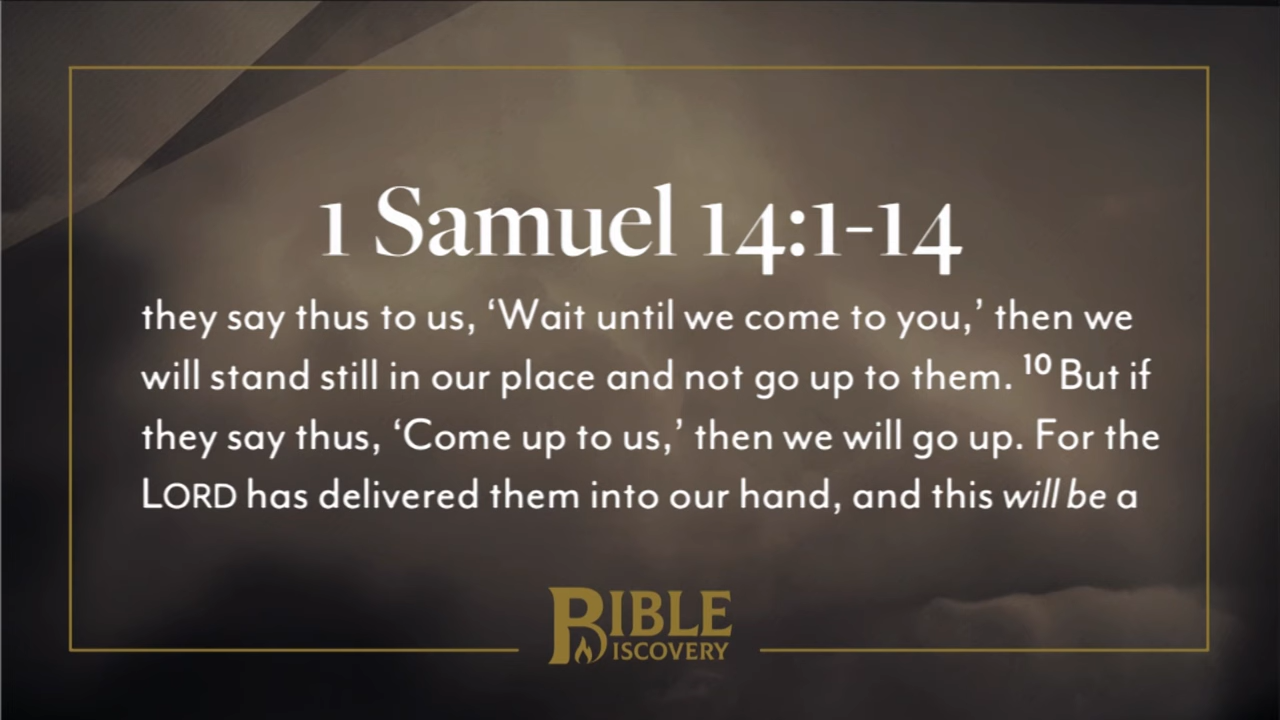 1 Samuel 14:1-14
they say thus to us, ‘Wait until we come to you,’ then we
will stand still in our place and not go up to them. ¹⁰ But if
they say thus, ‘Come up to us,’ then we will go up. For the
LORD has delivered them into our hand, and this will be a
BIBLE
DISCOVERY